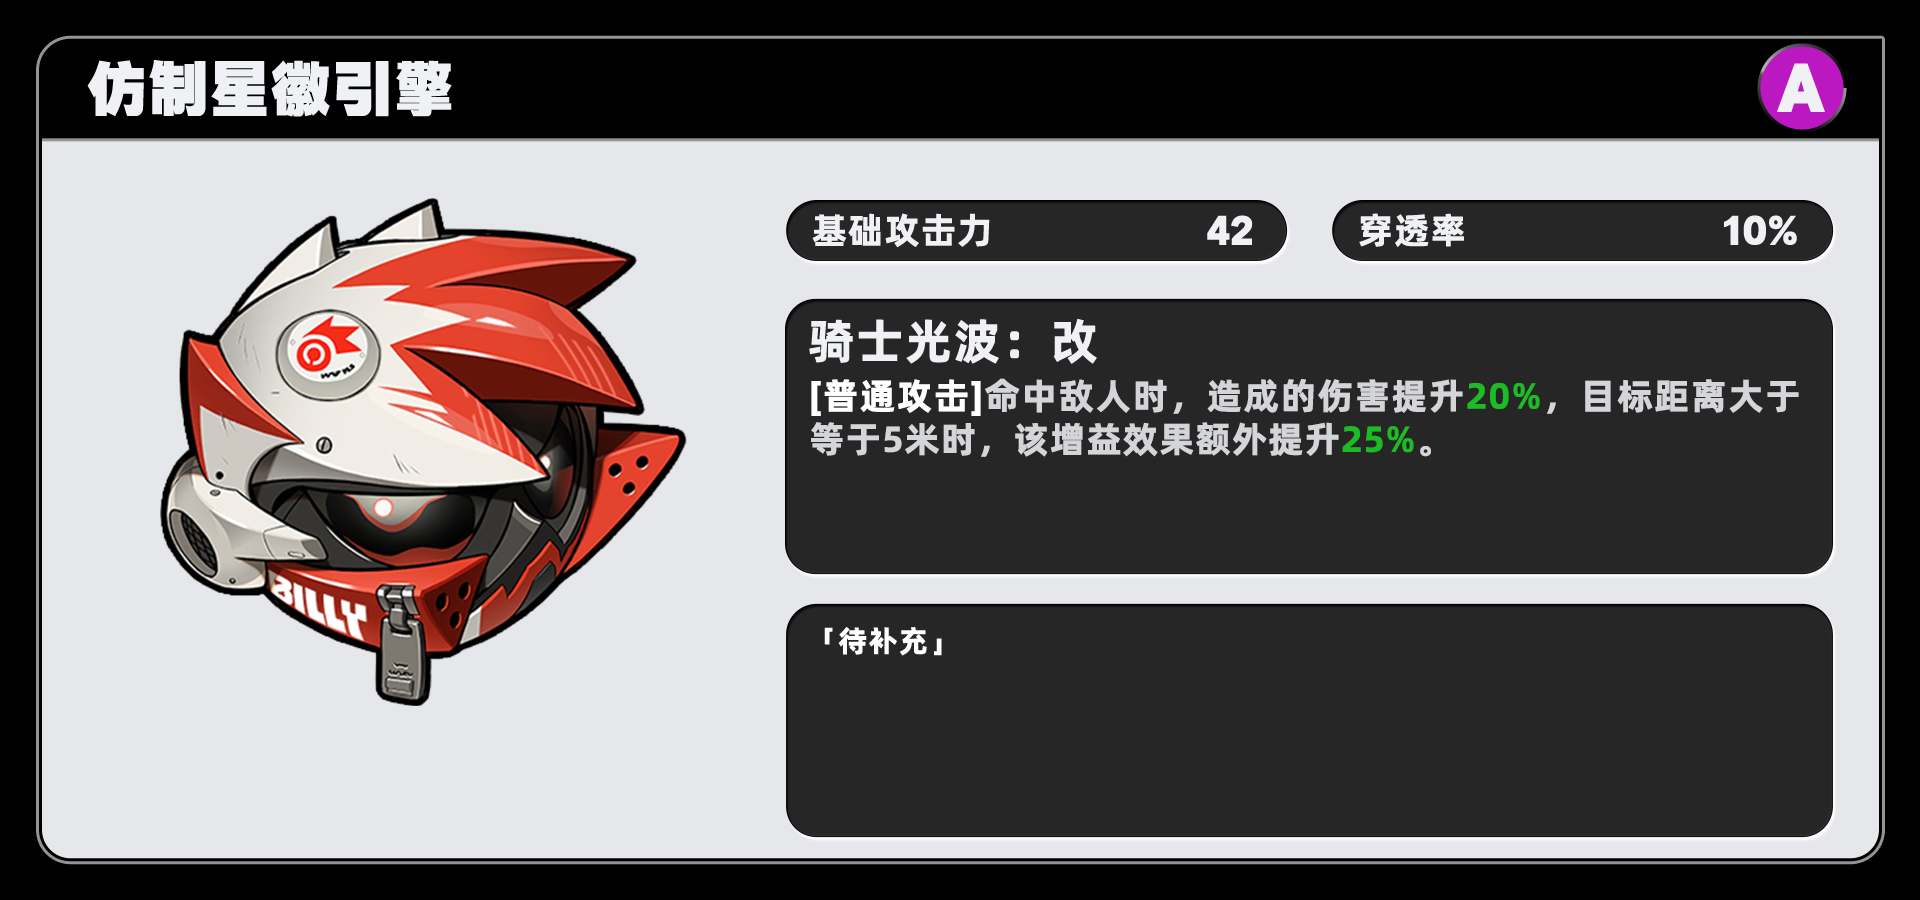 仿制星徽引擎
A
基础攻击力 42
穿透率 10%
骑士光波：改
[普通攻击]命中敌人时，造成的伤害提升20%，目标距离大于
等于5米时，该增益效果额外提升25%。
「待补充」
BILLY